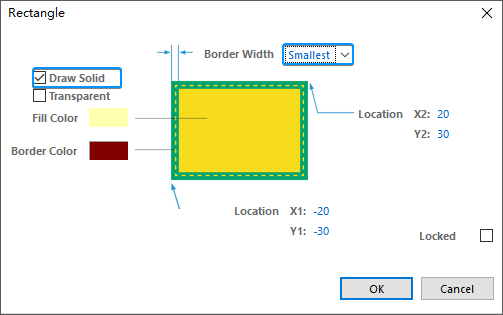 Rectangle
Border Width Smallest
Draw Solid
Transparent
Fill Color
Location X2: 20
Y2: 30
Border Color
Location X1: -20
Y1: -30
Locked
OK Cancel